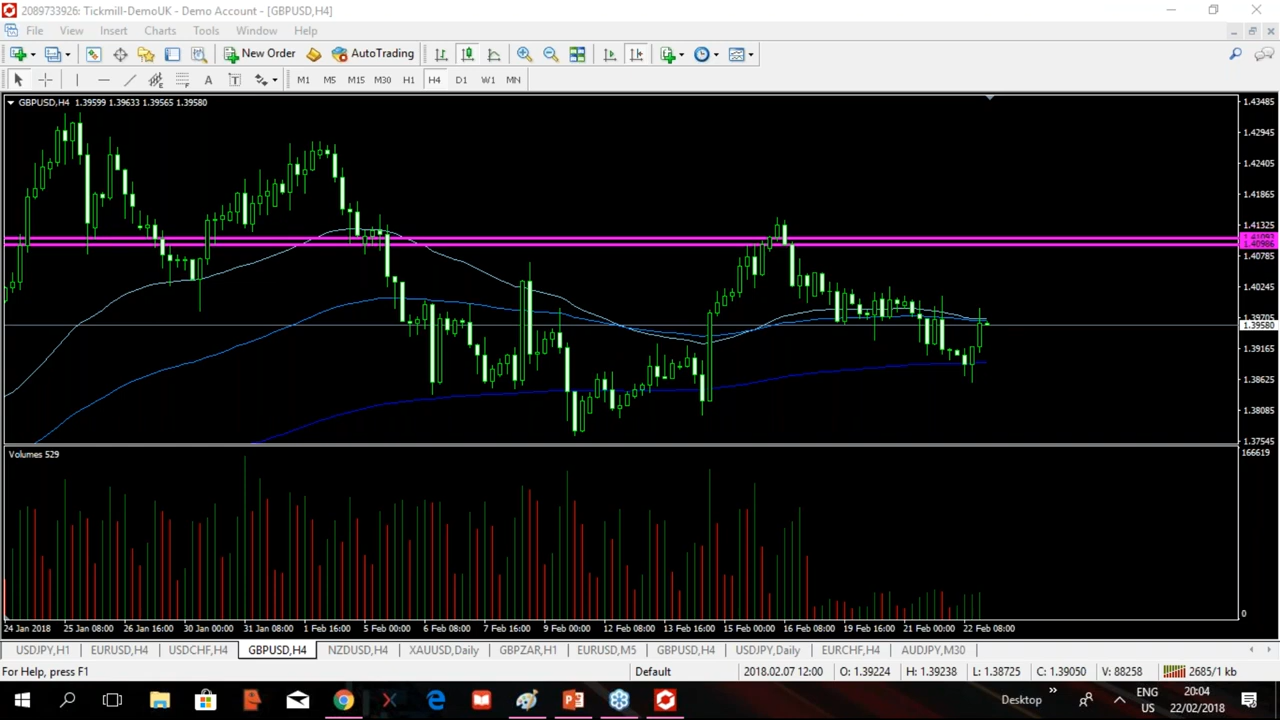 2089733926: Tickmill-DemoUK - Demo Account - [GBPUSD,H4]
File View Insert Charts Tools Window Help
New Order AutoTrading
A T M1 M5 M15 M30 H1 H4 D1 W1 MN
GBPUSD,H4 1.39599 1.39633 1.39565 1.39580
1.43485
1.42945
1.42405
1.41865
1.41325
1.40986
1.40785
1.40245
1.39705
1.39580
1.39165
1.38625
1.38085
1.37545
Volumes 529
166619
0
24 Jan 2018 25 Jan 08:00 26 Jan 16:00 30 Jan 00:00 31 Jan 08:00 1 Feb 16:00 5 Feb 00:00 6 Feb 08:00 7 Feb 16:00 9 Feb 00:00 12 Feb 08:00 13 Feb 16:00 15 Feb 00:00 16 Feb 08:00 19 Feb 16:00 21 Feb 00:00 22 Feb 08:00
USDJPY,H1 EURUSD,H4 USDCHF,H4 GBPUSD,H4 NZDUSD,H4 XAUUSD,Daily GBPZAR,H1 EURUSD,M5 GBPUSD,H4 USDJPY,Daily EURCHF,H4 AUDJPY,M30
For Help, press F1 Default 2018.02.07 12:00 O: 1.39224 H: 1.39238 L: 1.38725 C: 1.39050 V: 88258 2685/1 kb
Desktop ENG 20:04
US 22/02/2018